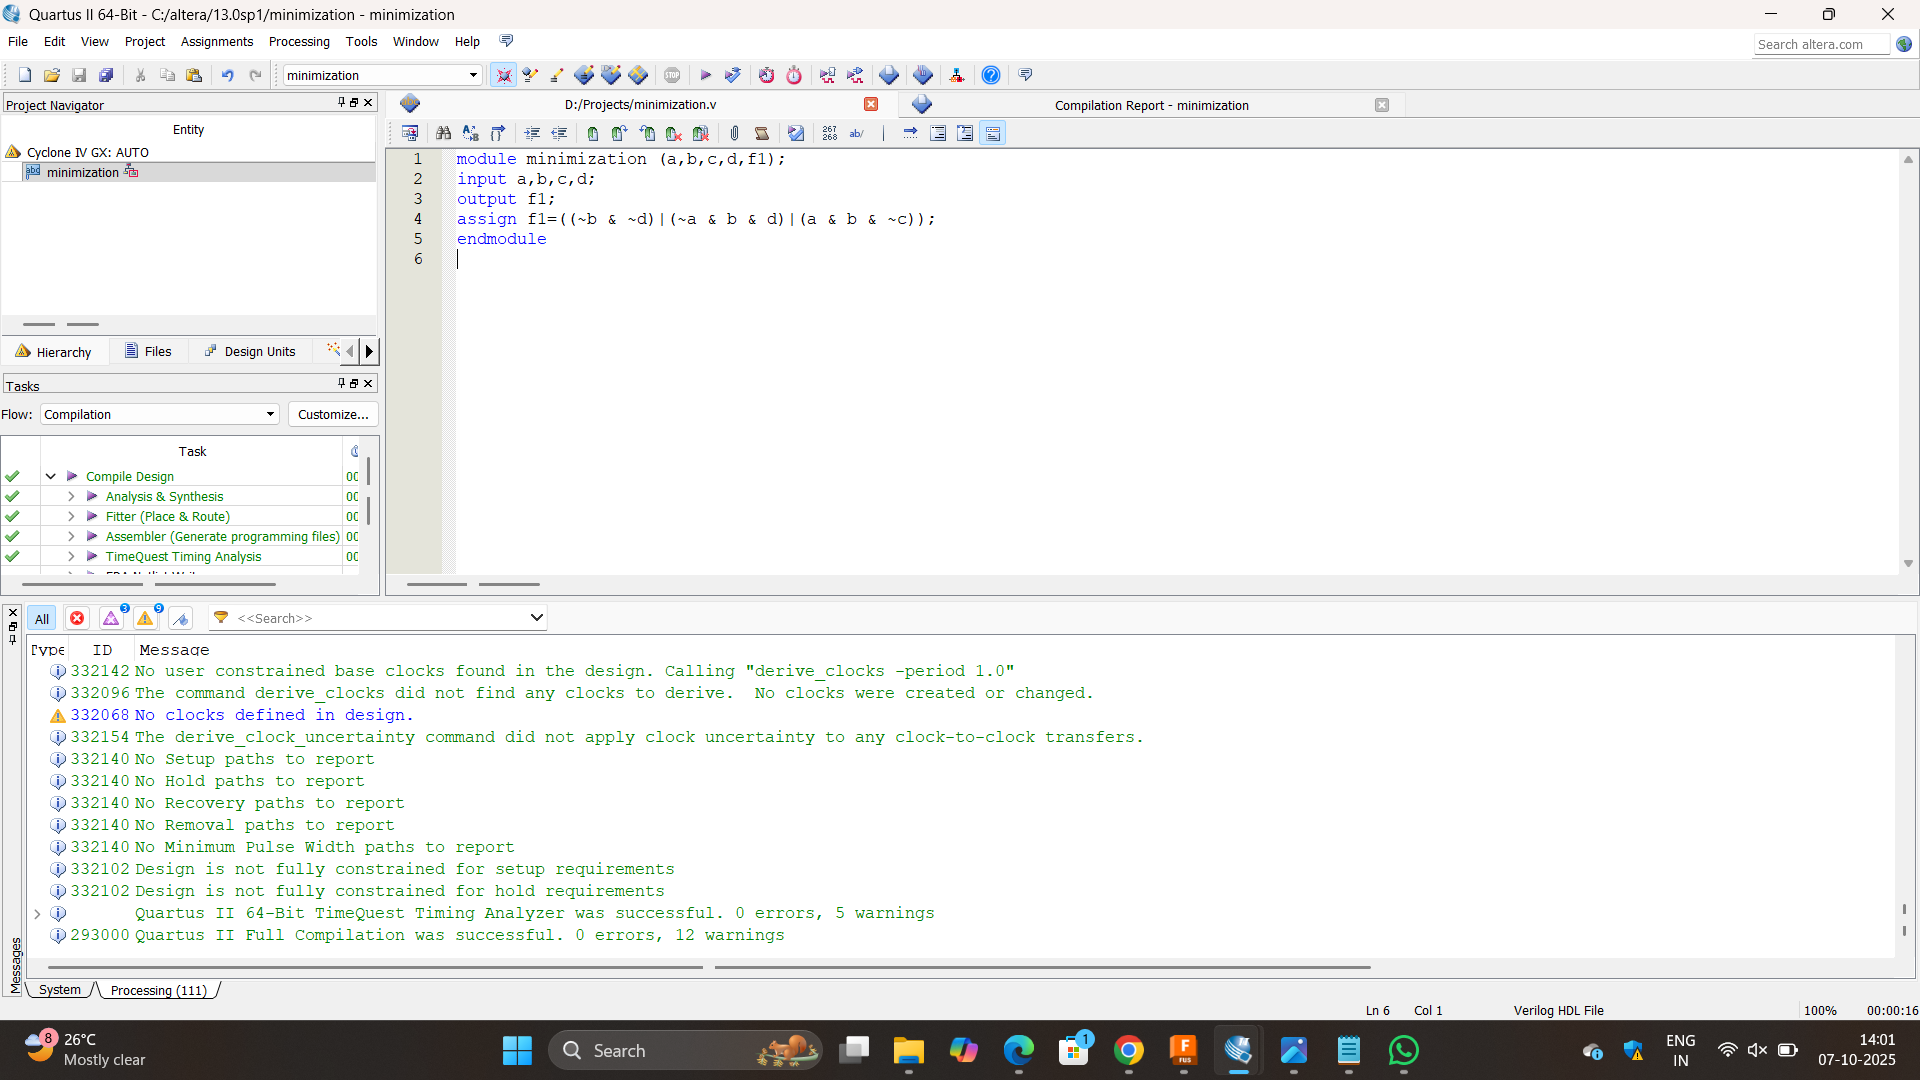 Quartus II 64-Bit - C:/altera/13.0sp1/minimization - minimization
File Edit View Project Assignments Processing Tools Window Help
Search altera.com
minimization
STOP
Project Navigator
Entity
Cyclone IV GX: AUTO
abc minimization
Hierarchy Files Design Units
Tasks
Flow: Compilation Customize...
Task
Compile Design 00
Analysis & Synthesis 00
Fitter (Place & Route) 00
Assembler (Generate programming files) 00
TimeQuest Timing Analysis 00
D:/Projects/minimization.v
Compilation Report - minimization
267
268
ab/
1 module minimization (a,b,c,d,f1);
2 input a,b,c,d;
3 output f1;
4 assign f1=((~b & ~d)|(~a & b & d)|(a & b & ~c));
5 endmodule
6
All 3 9 <<Search>>
Type ID Message
332142 No user constrained base clocks found in the design. Calling "derive_clocks -period 1.0"
332096 The command derive_clocks did not find any clocks to derive.  No clocks were created or changed.
332068 No clocks defined in design.
332154 The derive_clock_uncertainty command did not apply clock uncertainty to any clock-to-clock transfers.
332140 No Setup paths to report
332140 No Hold paths to report
332140 No Recovery paths to report
332140 No Removal paths to report
332140 No Minimum Pulse Width paths to report
332102 Design is not fully constrained for setup requirements
332102 Design is not fully constrained for hold requirements
Quartus II 64-Bit TimeQuest Timing Analyzer was successful. 0 errors, 5 warnings
293000 Quartus II Full Compilation was successful. 0 errors, 12 warnings
Messages
System Processing (111)
Ln 6 Col 1 Verilog HDL File 100% 00:00:16
8
26°C
Mostly clear
Search
1
F
FUS
ENG
IN
14:01
07-10-2025